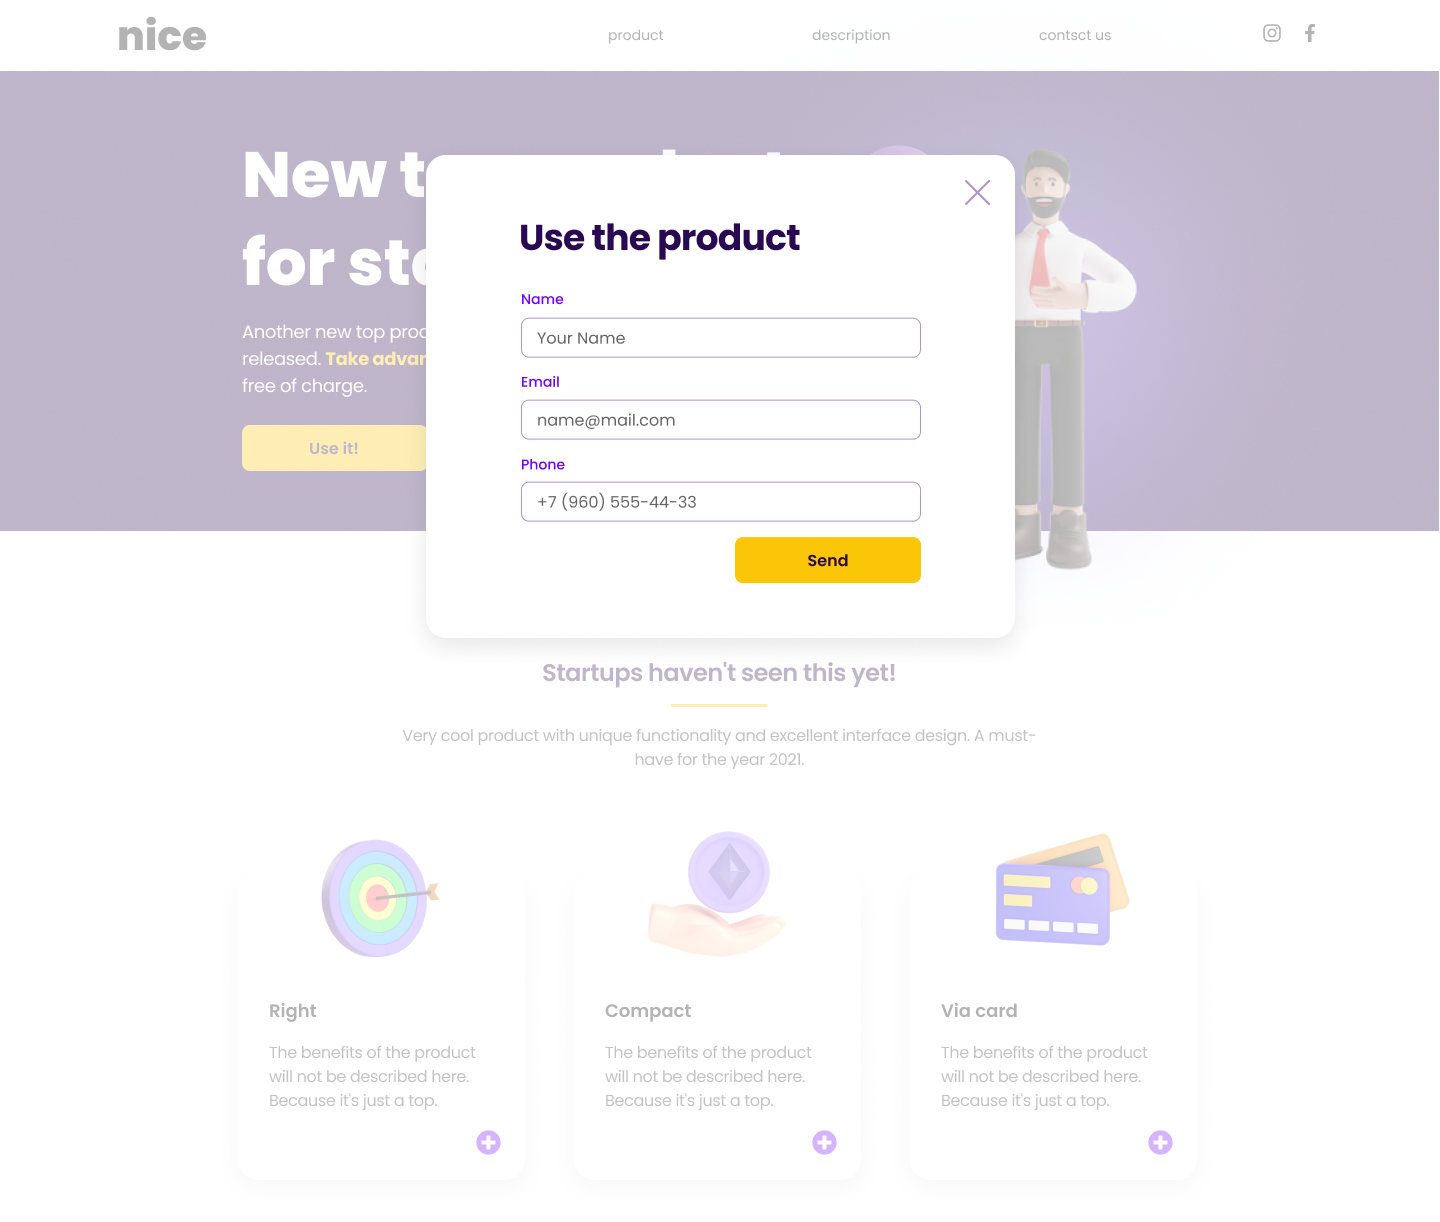 nice
product
description
contsct us
New t
for sta
Another new top proc
released. Take advan
free of charge.
Use it!
Use the product
Name
Your Name
Email
name@mail.com
Phone
+7 (960) 555-44-33
Send
Startups haven't seen this yet!
Very cool product with unique functionality and excellent interface design. A must-
have for the year 2021.
Right
The benefits of the product
will not be described here.
Because it's just a top.
Compact
The benefits of the product
will not be described here.
Because it's just a top.
Via card
The benefits of the product
will not be described here.
Because it's just a top.